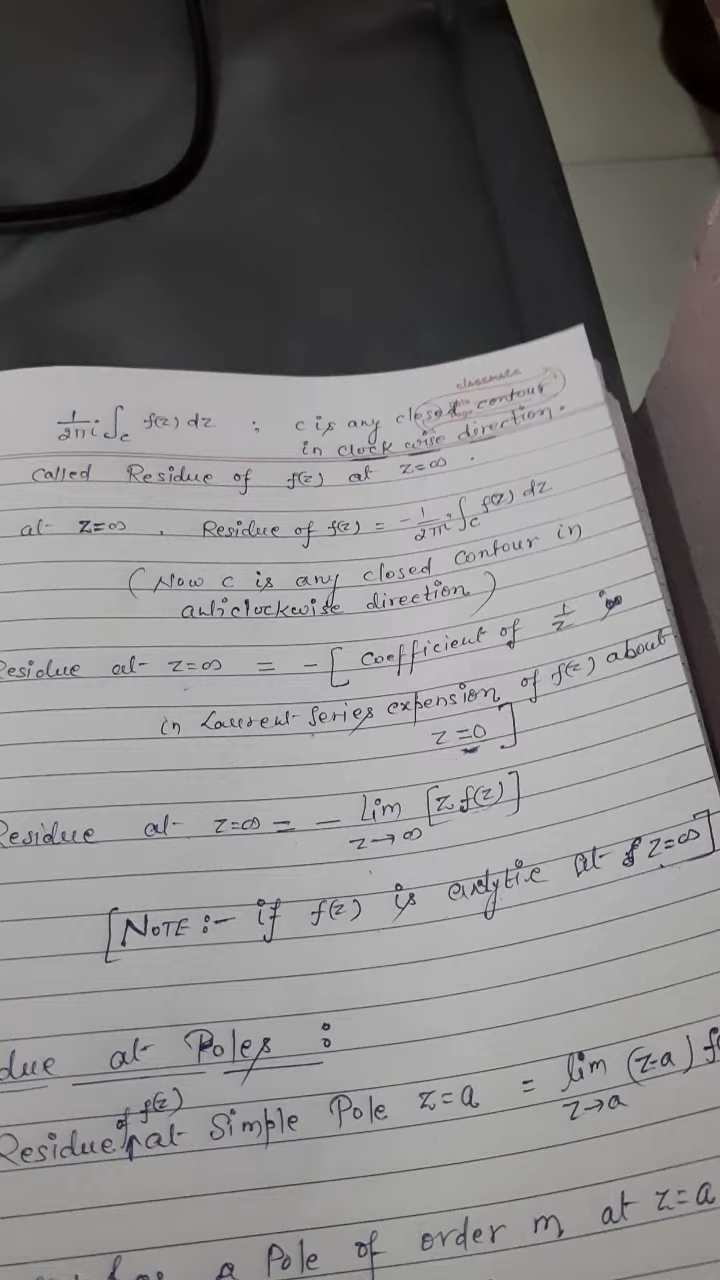 1/2πi ∫c f(z) dz ; c is any closed contour
in clock wise direction.
called Residue of f(z) at z=∞ .
at z=∞ . Residue of f(z) = -1/2πi ∫c f(z) dz
(Now c is any closed contour in
anticlockwise direction)
Residue at z=∞ = -[ Coefficient of 1/z
in Laurent Series expension of f(z) about
z=0 ]
Residue at z=∞ = - lim z→∞ [z f(z)]
[NOTE :- if f(z) is analytic at z=∞]
due at Poles :
Residue of f(z) at Simple Pole z=a = lim z→a (z-a) f
a Pole of order m at z=a